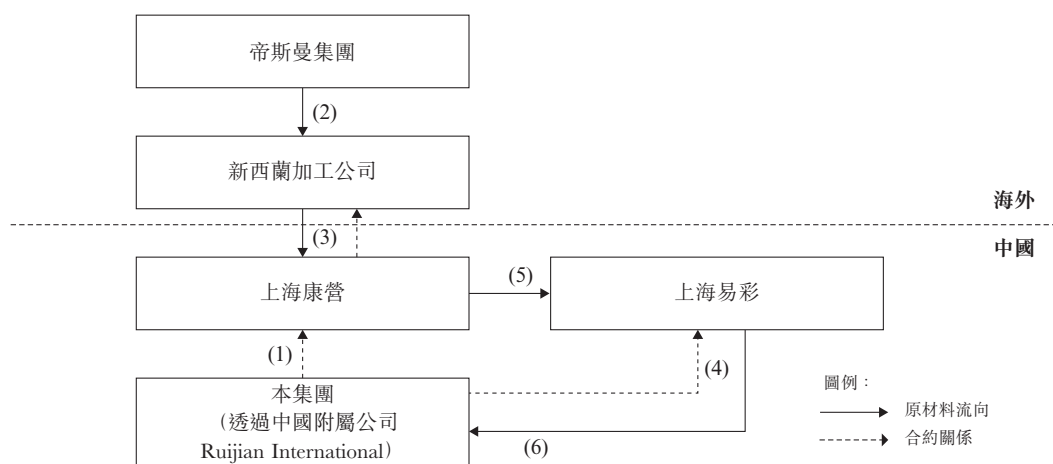 帝斯曼集團
(2)
新西蘭加工公司
海外
(3)
中國
上海康營
(5)
上海易彩
(1)
(4)
本集團
（透過中國附屬公司
Ruijian International）
(6)
圖例：
原材料流向
合約關係